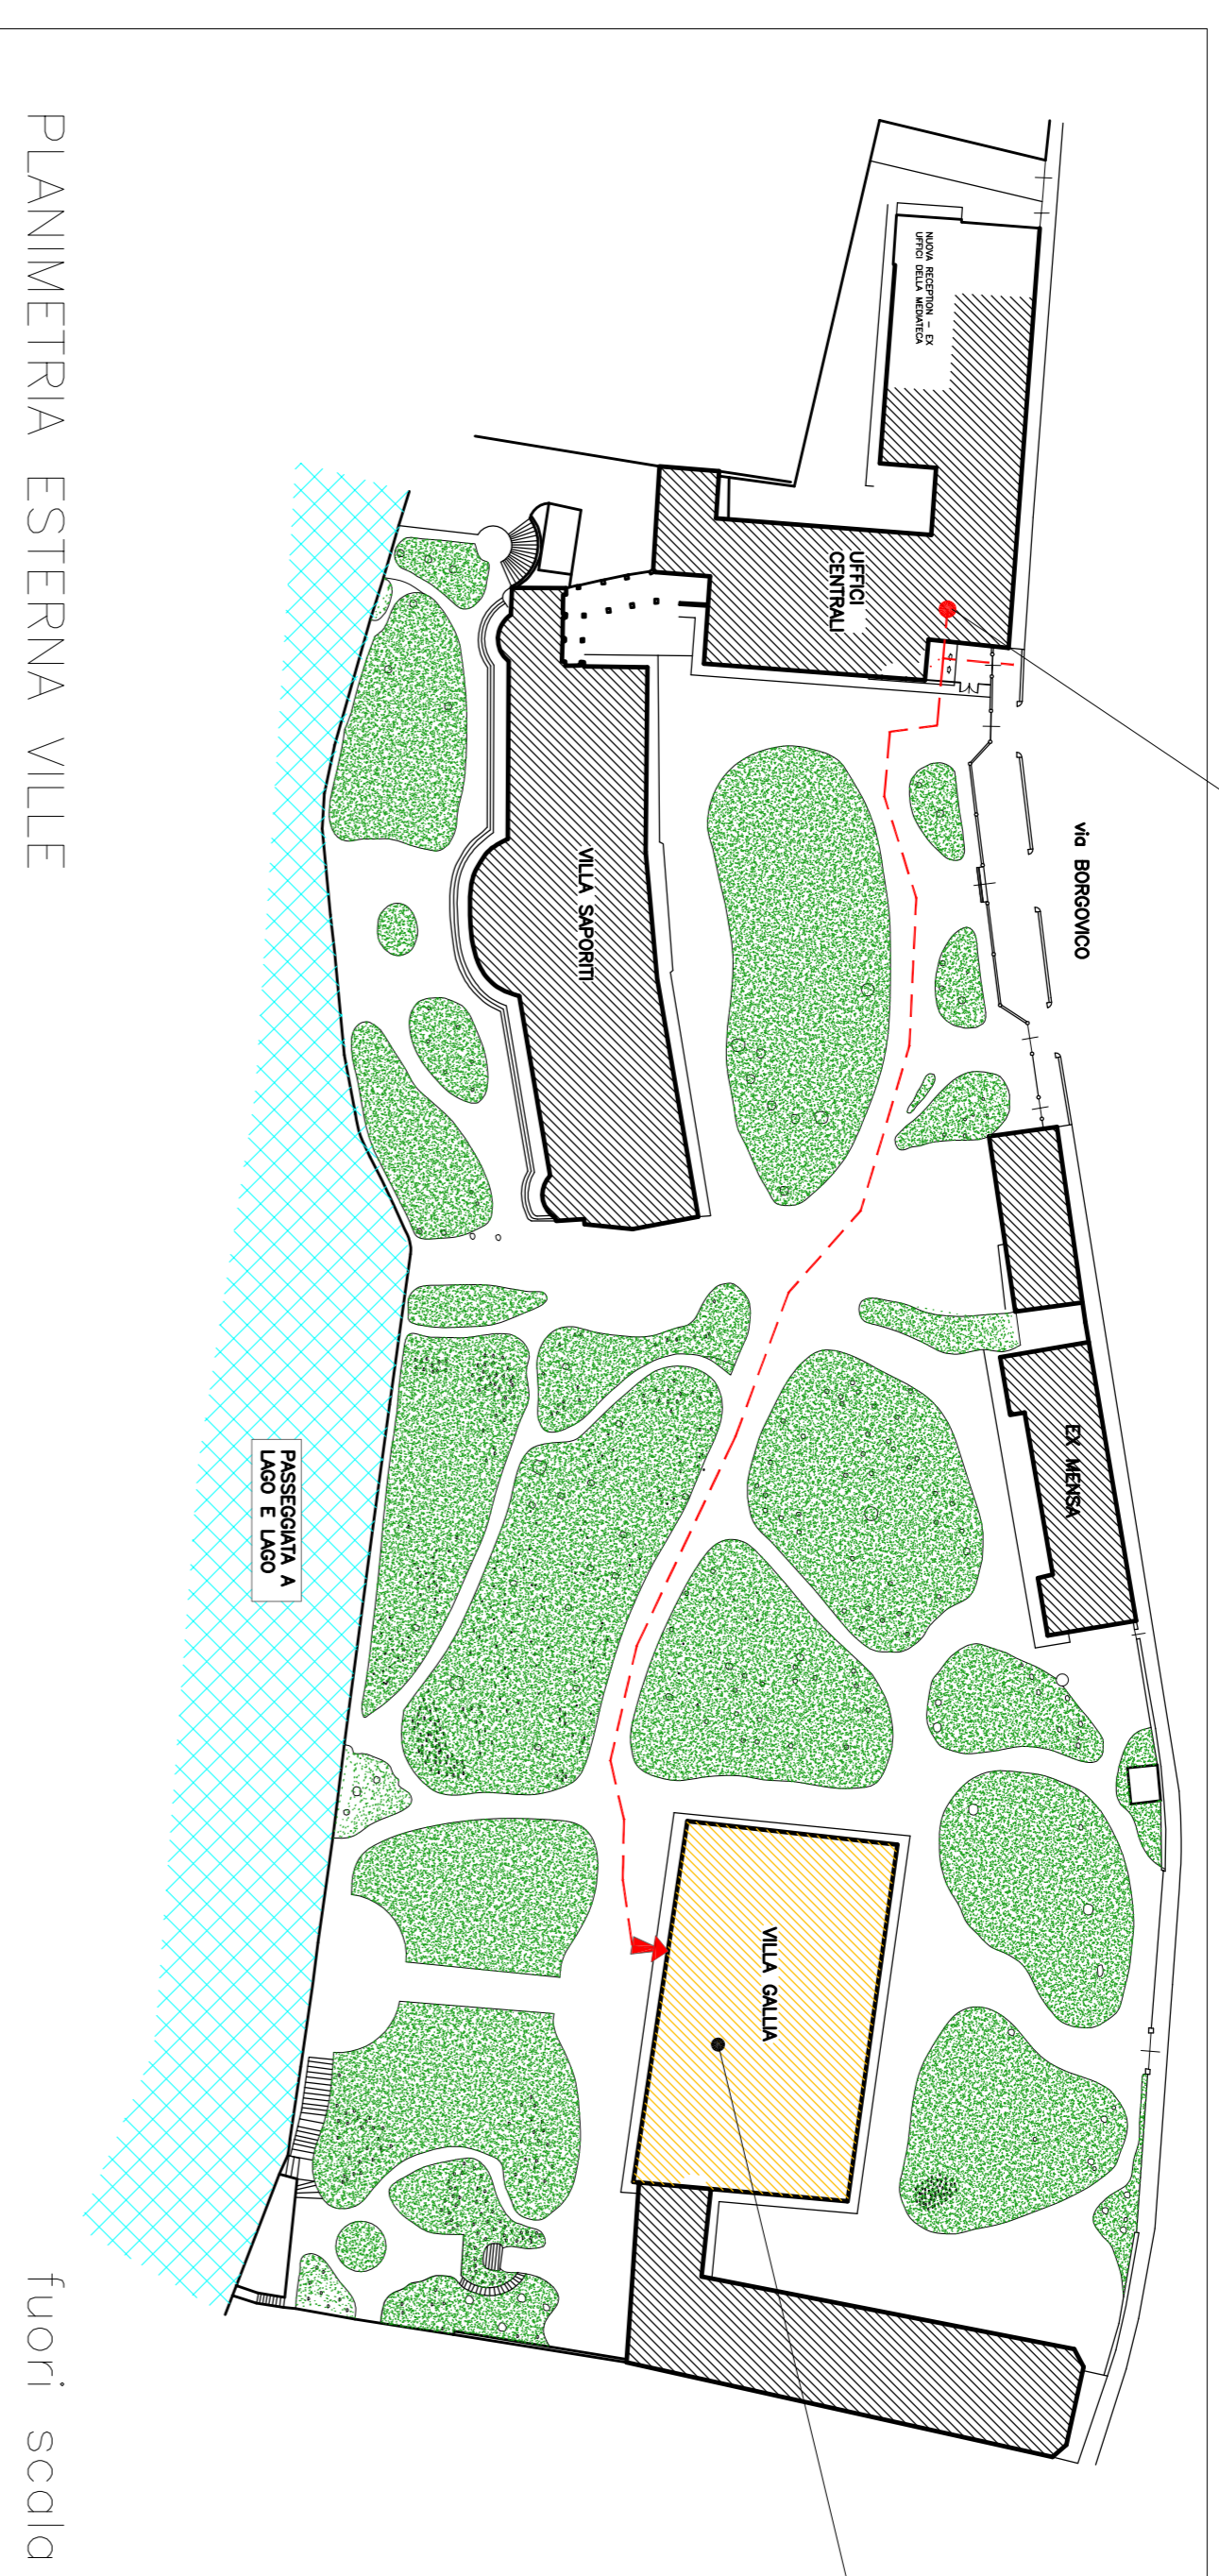 via BORGOVICO
NUOVA RECEPTION – EX
UFFICI DELLA MEDIATECA
UFFICI
CENTRALI
EX MENSA
VILLA SAPORITI
VILLA GALLIA
PASSEGGIATA A
LAGO E LAGO
PLANIMETRIA ESTERNA VILLE
fuori scala